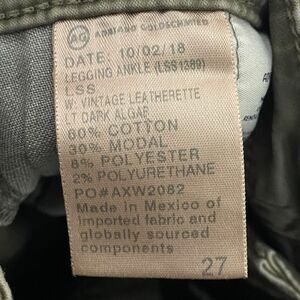 AG ADRIANO GOLDSCHMIED
DATE: 10/02/18
LEGGING ANKLE (LSS1389)
LSS
W: VINTAGE LEATHERETTE
LT DARK ALGAE
60% COTTON
30% MODAL
8% POLYESTER
2% POLYURETHANE
PO#AXW2082
Made in Mexico of
imported fabric and
globally sourced
components
27